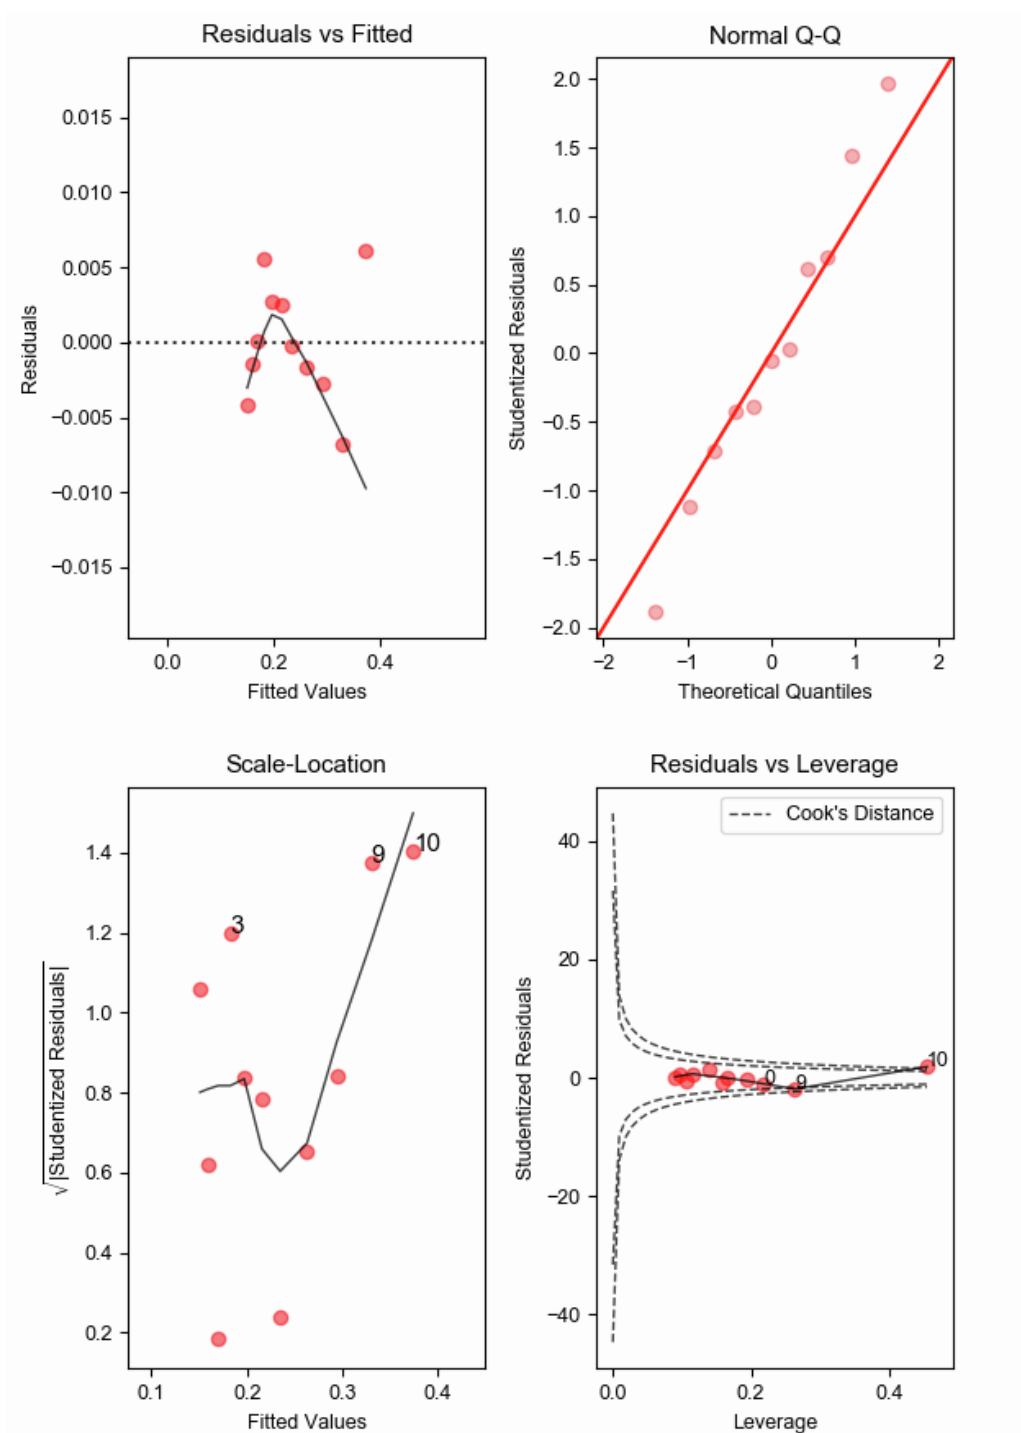 Residuals vs Fitted
Residuals
0.015
0.010
0.005
0.000
−0.005
−0.010
−0.015
0.0 0.2 0.4
Fitted Values
Normal Q-Q
Studentized Residuals
2.0
1.5
1.0
0.5
0.0
−0.5
−1.0
−1.5
−2.0
−2 −1 0 1 2
Theoretical Quantiles
Scale-Location
√|Studentized Residuals|
1.4
1.2
1.0
0.8
0.6
0.4
0.2
3
9
10
0.1 0.2 0.3 0.4
Fitted Values
Residuals vs Leverage
Cook's Distance
Studentized Residuals
40
20
0
−20
−40
0
9
10
0.0 0.2 0.4
Leverage